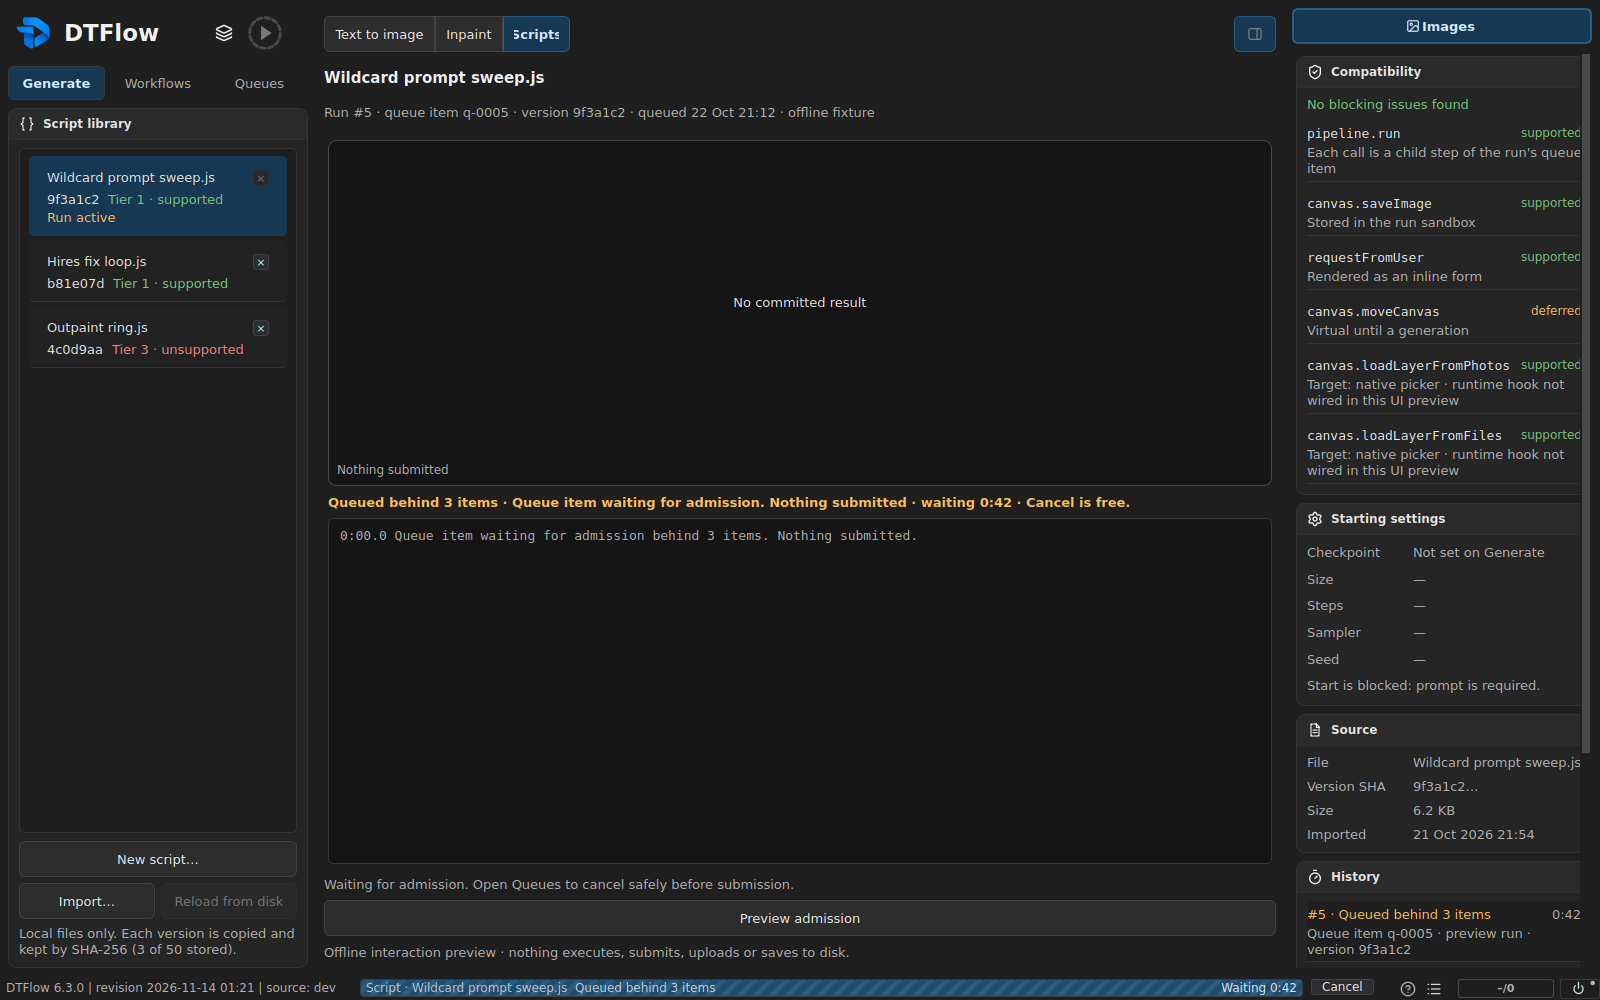 DTFlow
Generate
Workflows
Queues
Script library
Wildcard prompt sweep.js
9f3a1c2 Tier 1 · supported
Run active
Hires fix loop.js
b81e07d Tier 1 · supported
Outpaint ring.js
4c0d9aa Tier 3 · unsupported
New script…
Import…
Reload from disk
Local files only. Each version is copied and
kept by SHA-256 (3 of 50 stored).
Text to image
Inpaint
Scripts
Wildcard prompt sweep.js
Run #5 · queue item q-0005 · version 9f3a1c2 · queued 22 Oct 21:12 · offline fixture
No committed result
Nothing submitted
Queued behind 3 items · Queue item waiting for admission. Nothing submitted · waiting 0:42 · Cancel is free.
0:00.0 Queue item waiting for admission behind 3 items. Nothing submitted.
Waiting for admission. Open Queues to cancel safely before submission.
Preview admission
Offline interaction preview · nothing executes, submits, uploads or saves to disk.
Images
Compatibility
No blocking issues found
pipeline.run supported
Each call is a child step of the run's queue
item
canvas.saveImage supported
Stored in the run sandbox
requestFromUser supported
Rendered as an inline form
canvas.moveCanvas deferred
Virtual until a generation
canvas.loadLayerFromPhotos supported
Target: native picker · runtime hook not
wired in this UI preview
canvas.loadLayerFromFiles supported
Target: native picker · runtime hook not
wired in this UI preview
Starting settings
Checkpoint Not set on Generate
Size —
Steps —
Sampler —
Seed —
Start is blocked: prompt is required.
Source
File Wildcard prompt sweep.js
Version SHA 9f3a1c2…
Size 6.2 KB
Imported 21 Oct 2026 21:54
History
#5 · Queued behind 3 items 0:42
Queue item q-0005 · preview run ·
version 9f3a1c2
DTFlow 6.3.0 | revision 2026-11-14 01:21 | source: dev
Script · Wildcard prompt sweep.js Queued behind 3 items Waiting 0:42
Cancel
-/0